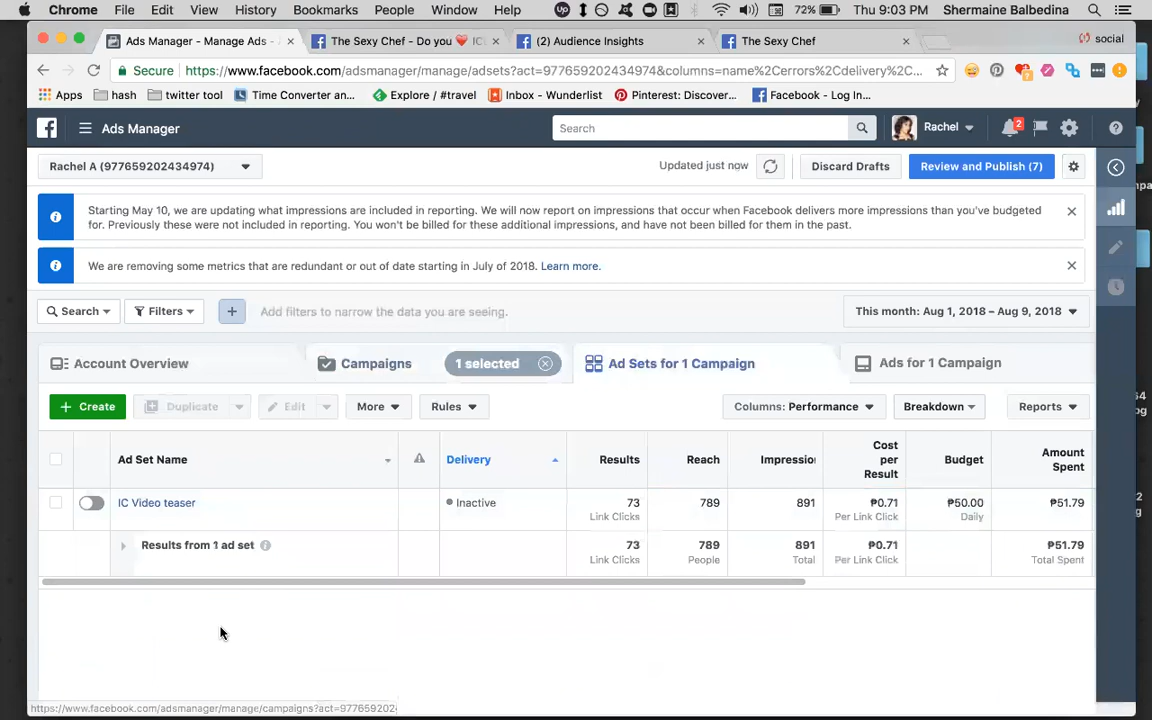 Chrome File Edit View History Bookmarks People Window Help 72% Thu 9:03 PM Shermaine Balbedina
Ads Manager - Manage Ads - The Sexy Chef - Do you ❤️ IC (2) Audience Insights The Sexy Chef social
Secure https://www.facebook.com/adsmanager/manage/adsets?act=977659202434974&columns=name%2Cerrors%2Cdelivery%2C...
Apps hash twitter tool Time Converter an... Explore / #travel Inbox - Wunderlist Pinterest: Discover... Facebook - Log In...
Ads Manager Search Rachel 2
Rachel A (977659202434974) Updated just now Discard Drafts Review and Publish (7)
Starting May 10, we are updating what impressions are included in reporting. We will now report on impressions that occur when Facebook delivers more impressions than you've budgeted
for. Previously these were not included in reporting. You won't be billed for these additional impressions, and have not been billed for them in the past.
We are removing some metrics that are redundant or out of date starting in July of 2018. Learn more.
Search Filters + Add filters to narrow the data you are seeing. This month: Aug 1, 2018 – Aug 9, 2018
Account Overview Campaigns 1 selected Ad Sets for 1 Campaign Ads for 1 Campaign
+ Create Duplicate Edit More Rules Columns: Performance Breakdown Reports
Ad Set Name Delivery Results Reach Impressio Cost per Result Budget Amount Spent
IC Video teaser Inactive 73 789 891 ₱0.71 ₱50.00 ₱51.79
Link Clicks Per Link Click Daily
Results from 1 ad set 73 789 891 ₱0.71 ₱51.79
Link Clicks People Total Per Link Click Total Spent
https://www.facebook.com/adsmanager/manage/campaigns?act=9776592024